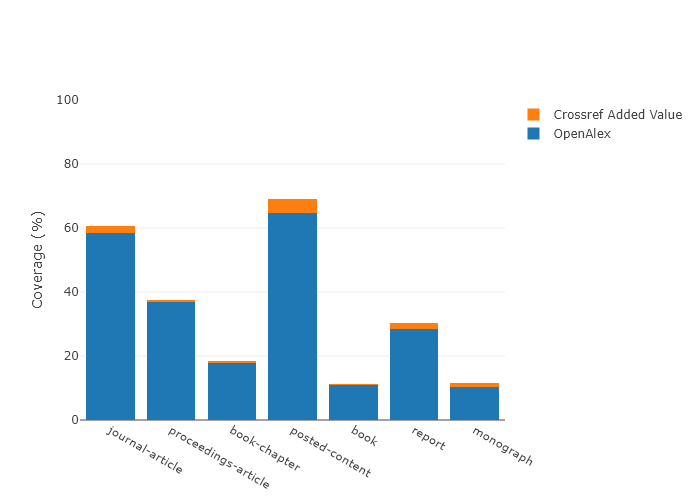 100
80
60
40
20
0
Coverage (%)
journal-article
proceedings-article
book-chapter
posted-content
book
report
monograph
Crossref Added Value
OpenAlex